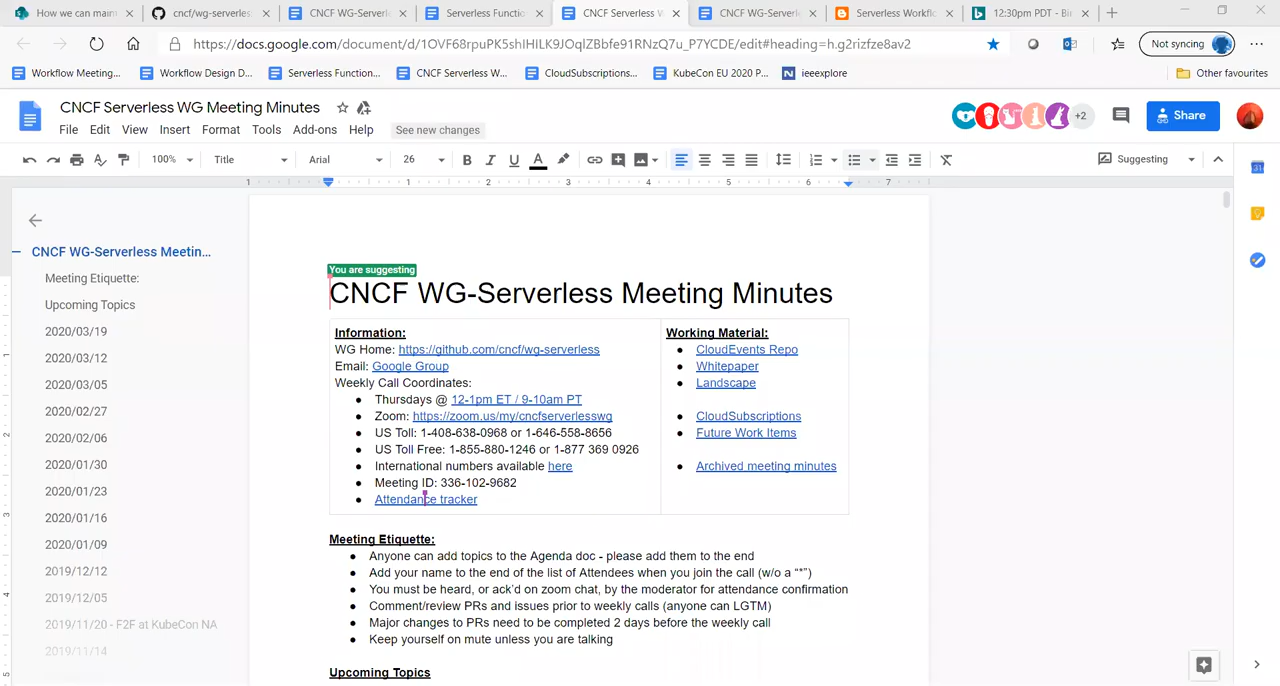 How we can main
cncf/wg-serverles
CNCF WG-Serverl
Serverless Functio
CNCF Serverless W
CNCF WG-Serverl
Serverless Workflo
12:30pm PDT - Bi
https://docs.google.com/document/d/1OVF68rpuPK5shIHILK9JOqlZBbfe91RNzQ7u_P7YCDE/edit#heading=h.g2rizfze8av2
Not syncing
Workflow Meeting...
Workflow Design D...
Serverless Function...
CNCF Serverless W...
CloudSubscriptions...
KubeCon EU 2020 P...
ieeexplore
Other favourites
CNCF Serverless WG Meeting Minutes
+2
Share
File Edit View Insert Format Tools Add-ons Help See new changes
100% Title Arial 26 B I U A Suggesting
1 1 2 3 4 5 6 7
CNCF WG-Serverless Meetin...
Meeting Etiquette:
Upcoming Topics
2020/03/19
2020/03/12
2020/03/05
2020/02/27
2020/02/06
2020/01/30
2020/01/23
2020/01/16
2020/01/09
2019/12/12
2019/12/05
2019/11/20 - F2F at KubeCon NA
2019/11/14
You are suggesting
CNCF WG-Serverless Meeting Minutes
Information:
WG Home: https://github.com/cncf/wg-serverless
Email: Google Group
Weekly Call Coordinates:
● Thursdays @ 12-1pm ET / 9-10am PT
● Zoom: https://zoom.us/my/cncfserverlesswg
● US Toll: 1-408-638-0968 or 1-646-558-8656
● US Toll Free: 1-855-880-1246 or 1-877 369 0926
● International numbers available here
● Meeting ID: 336-102-9682
● Attendance tracker
Working Material:
● CloudEvents Repo
● Whitepaper
● Landscape
● CloudSubscriptions
● Future Work Items
● Archived meeting minutes
Meeting Etiquette:
● Anyone can add topics to the Agenda doc - please add them to the end
● Add your name to the end of the list of Attendees when you join the call (w/o a “*”)
● You must be heard, or ack’d on zoom chat, by the moderator for attendance confirmation
● Comment/review PRs and issues prior to weekly calls (anyone can LGTM)
● Major changes to PRs need to be completed 2 days before the weekly call
● Keep yourself on mute unless you are talking
Upcoming Topics